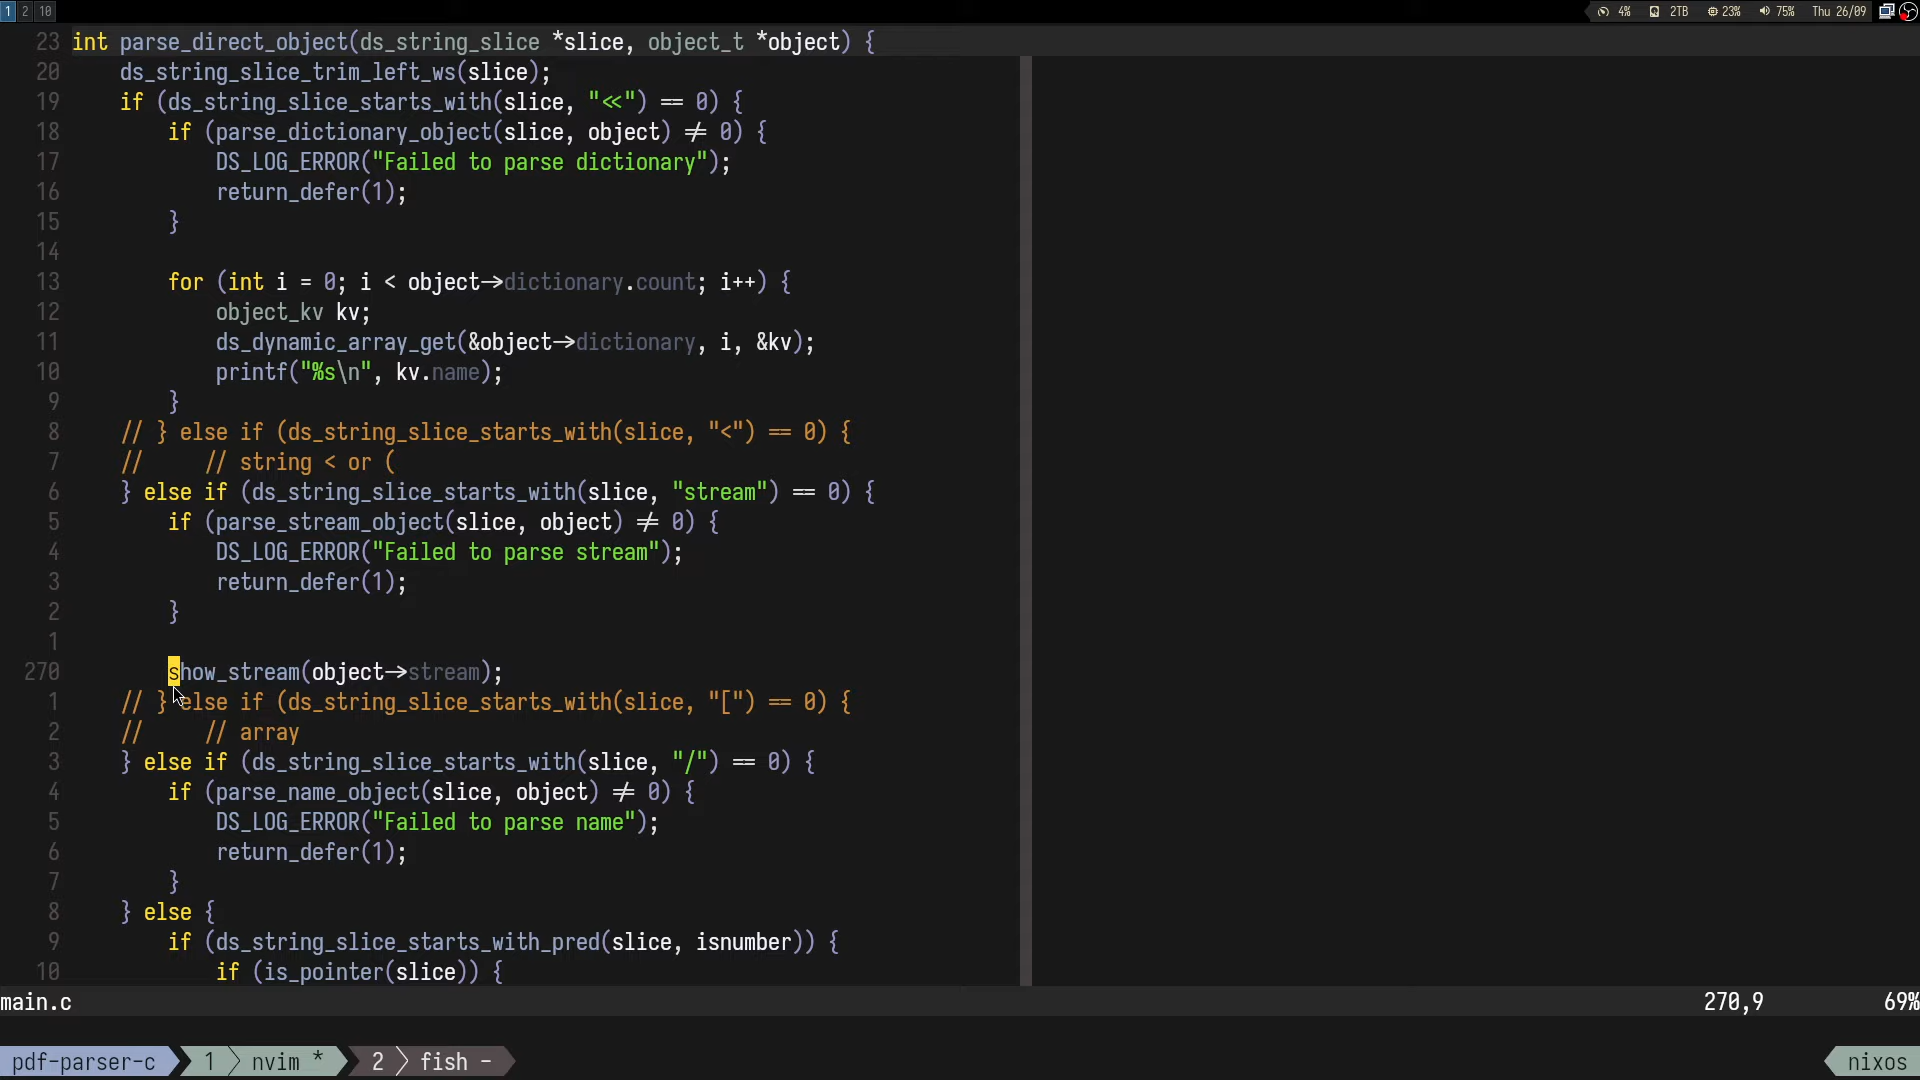 1 2 10 4% 2TB 23% 75% Thu 26/09
23 int parse_direct_object(ds_string_slice *slice, object_t *object) {
20 ds_string_slice_trim_left_ws(slice);
19 if (ds_string_slice_starts_with(slice, "<<") == 0) {
18 if (parse_dictionary_object(slice, object) != 0) {
17 DS_LOG_ERROR("Failed to parse dictionary");
16 return_defer(1);
15 }
14
13 for (int i = 0; i < object->dictionary.count; i++) {
12 object_kv kv;
11 ds_dynamic_array_get(&object->dictionary, i, &kv);
10 printf("%s\n", kv.name);
9 }
8 // } else if (ds_string_slice_starts_with(slice, "<") == 0) {
7 // // string < or (
6 } else if (ds_string_slice_starts_with(slice, "stream") == 0) {
5 if (parse_stream_object(slice, object) != 0) {
4 DS_LOG_ERROR("Failed to parse stream");
3 return_defer(1);
2 }
1
270 show_stream(object->stream);
1 // } else if (ds_string_slice_starts_with(slice, "[") == 0) {
2 // // array
3 } else if (ds_string_slice_starts_with(slice, "/") == 0) {
4 if (parse_name_object(slice, object) != 0) {
5 DS_LOG_ERROR("Failed to parse name");
6 return_defer(1);
7 }
8 } else {
9 if (ds_string_slice_starts_with_pred(slice, isnumber)) {
10 if (is_pointer(slice)) {
main.c 270,9 69%
pdf-parser-c 1 nvim * 2 fish - nixos